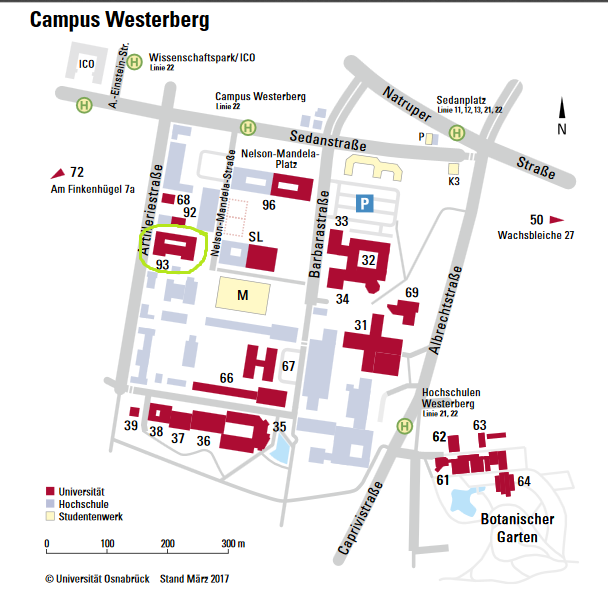 Campus Westerberg
ICO
A.-Einstein-Str.
H
Wissenschaftspark/ICO
Linie 22
H
Campus Westerberg
Linie 22
H
Sedanstraße
Natruper
Straße
Sedanplatz
Linie 11, 12, 13, 21, 22
H
P
K3
N
72
Am Finkenhügel 7a
50
Wachsbleiche 27
Artilleriestraße
Nelson-Mandela-Straße
Nelson-Mandela-
Platz
Barbarastraße
Albrechtstraße
68
92
93
96
SL
M
P
33
32
34
69
31
67
66
39
38
37
36
35
Hochschulen
Westerberg
Linie 21, 22
H
62
63
61
64
Botanischer
Garten
Caprivistraße
Universität
Hochschule
Studentenwerk
0 100 200 300 m
© Universität Osnabrück Stand März 2017